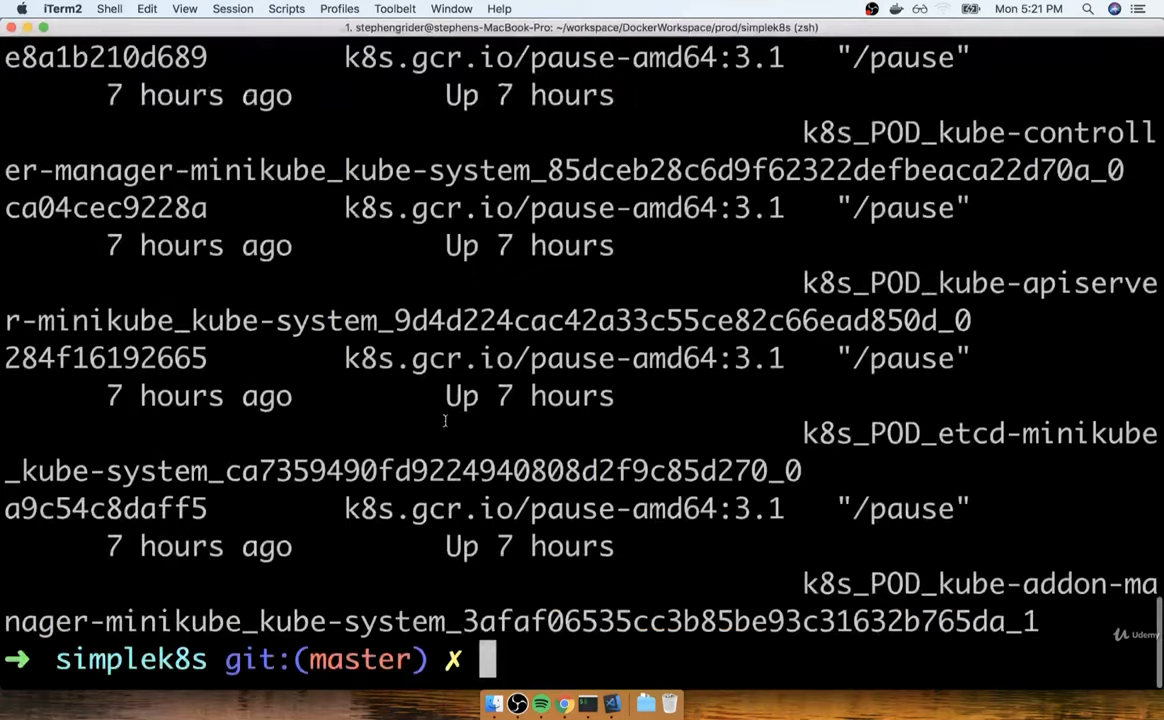 iTerm2 Shell Edit View Session Scripts Profiles Toolbelt Window Help Mon 5:21 PM
1. stephengrider@stephens-MacBook-Pro: ~/workspace/DockerWorkspace/prod/simplek8s (zsh)
e8a1b210d689 k8s.gcr.io/pause-amd64:3.1 "/pause"
7 hours ago Up 7 hours
k8s_POD_kube-controll
er-manager-minikube_kube-system_85dceb28c6d9f62322defbeaca22d70a_0
ca04cec9228a k8s.gcr.io/pause-amd64:3.1 "/pause"
7 hours ago Up 7 hours
k8s_POD_kube-apiserve
r-minikube_kube-system_9d4d224cac42a33c55ce82c66ead850d_0
284f16192665 k8s.gcr.io/pause-amd64:3.1 "/pause"
7 hours ago Up 7 hours
k8s_POD_etcd-minikube
_kube-system_ca7359490fd9224940808d2f9c85d270_0
a9c54c8daff5 k8s.gcr.io/pause-amd64:3.1 "/pause"
7 hours ago Up 7 hours
k8s_POD_kube-addon-ma
nager-minikube_kube-system_3afaf06535cc3b85be93c31632b765da_1
➜ simplek8s git:(master) ✗
Udemy